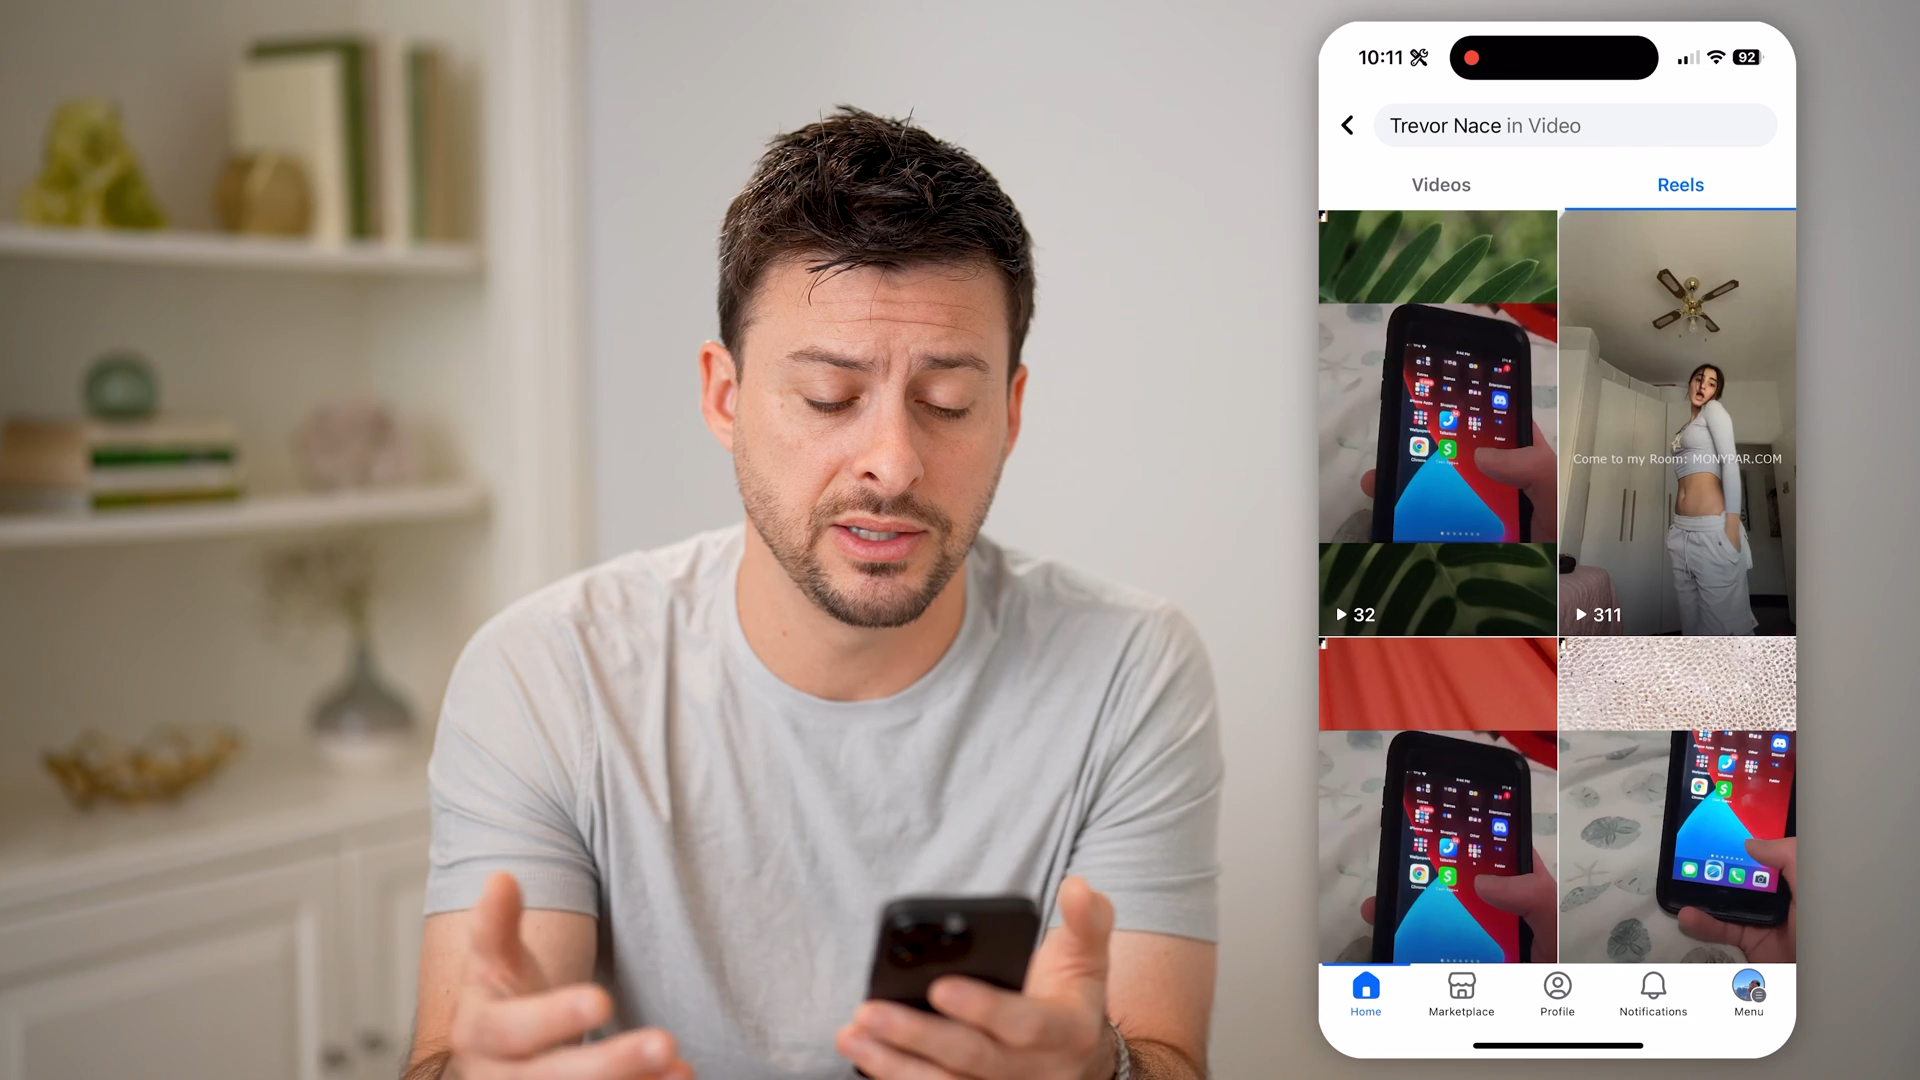 10:11
92
Trevor Nace in Video
Videos
Reels
Come to my Room: MONYPAR.COM
32
311
Home
Marketplace
Profile
Notifications
Menu